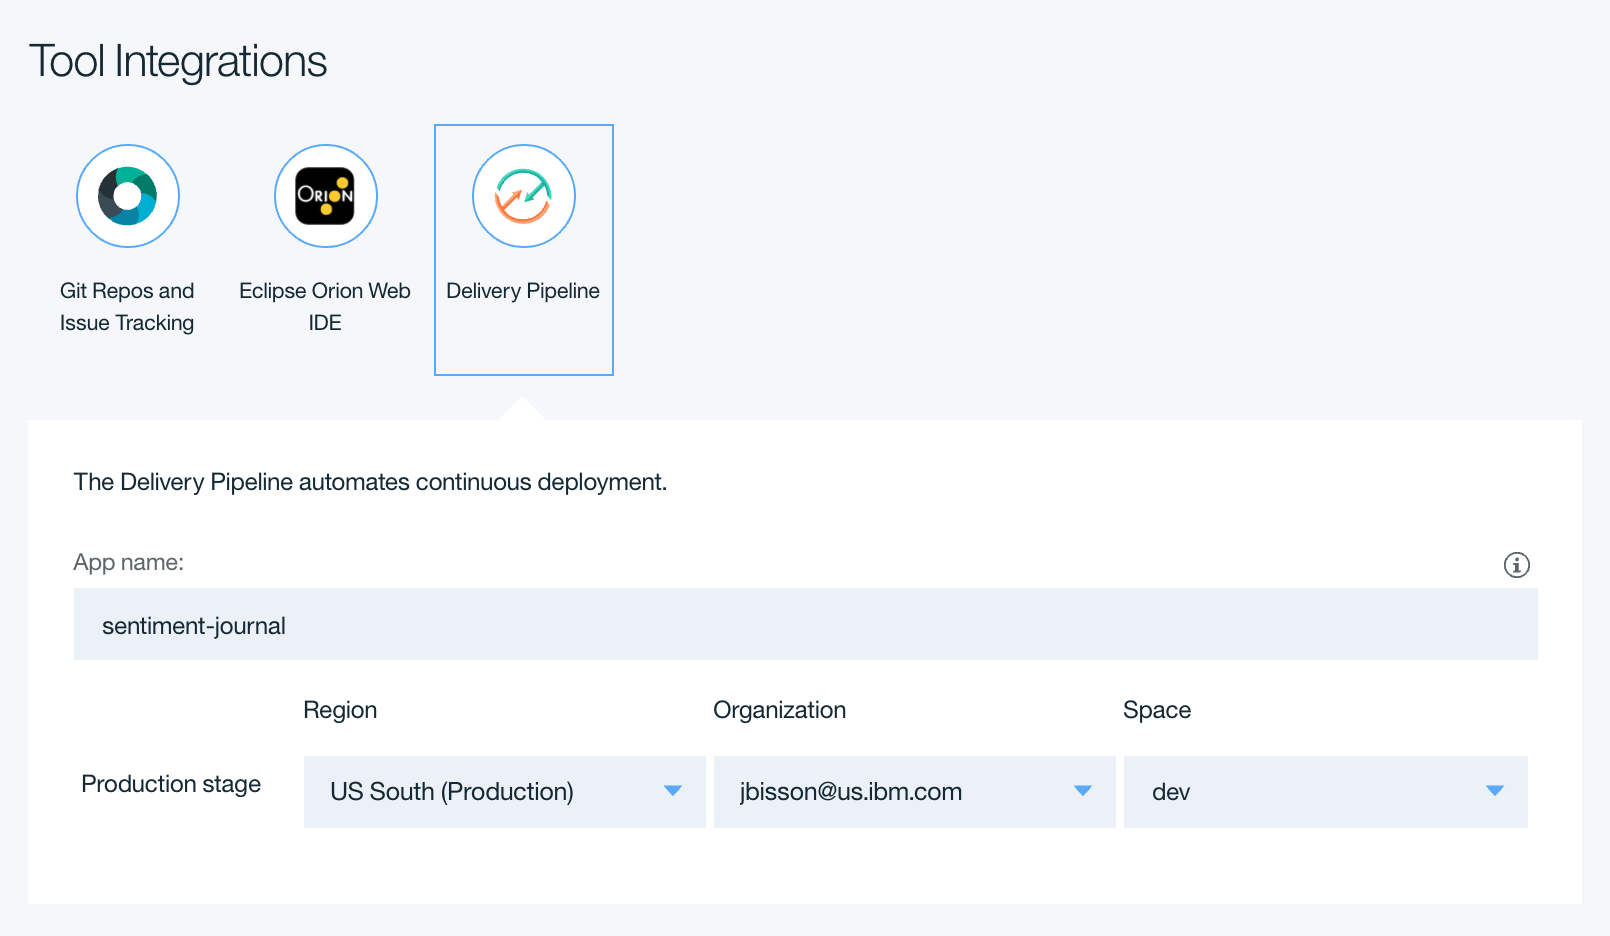 Tool Integrations
ORION
Git Repos and
Issue Tracking
Eclipse Orion Web
IDE
Delivery Pipeline
The Delivery Pipeline automates continuous deployment.
App name:
sentiment-journal
Region
Organization
Space
Production stage
US South (Production)
jbisson@us.ibm.com
dev